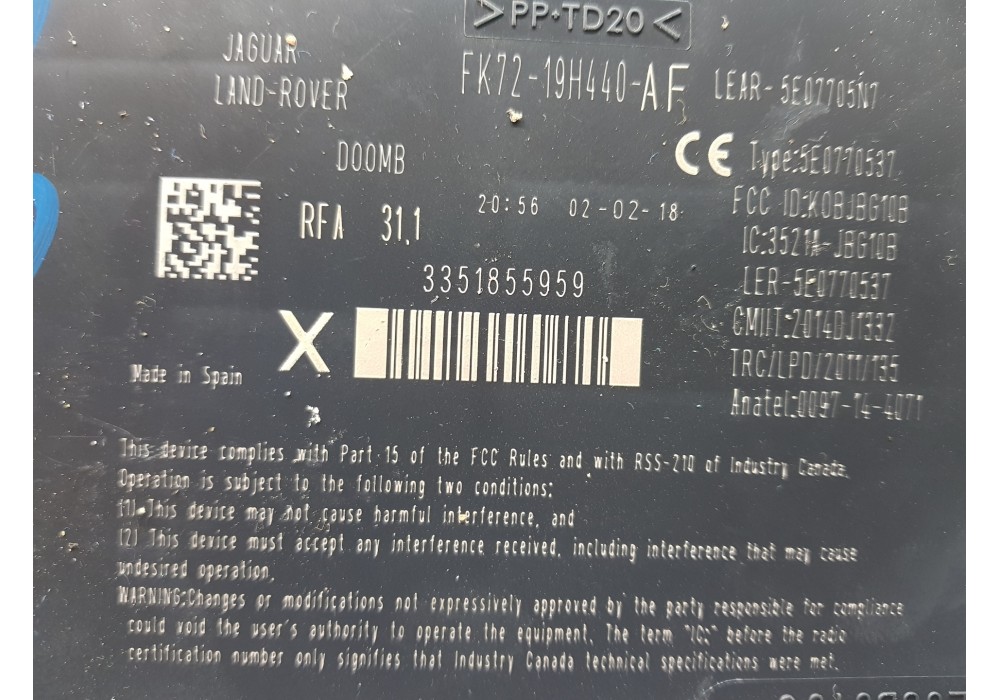 >PP+TD20<
JAGUAR
LAND-ROVER
FK72-19H440-AF
LEAR-5E07705N7
D00MB
CE Type:5E0770537
RFA 31.1
20:56 02-02-18
FCC ID:KOBJBG10B
IC:3521A-JBG10B
3351855959
LER-5E0770537
CMIIT:2014DJ1332
X
TRC/LPD/2011/135
Made in Spain
Anatel:0097-14-4071
This device complies with Part 15 of the FCC Rules and with RSS-210 of Industry Canada.
Operation is subject to the following two conditions:
(1) This device may not cause harmful interference, and
(2) This device must accept any interference received, including interference that may cause
undesired operation.
WARNING:Changes or modifications not expressively approved by the party responsible for compliance
could void the user's authority to operate the equipment. The term "IC:" before the radio
certification number only signifies that Industry Canada technical specifications were met.